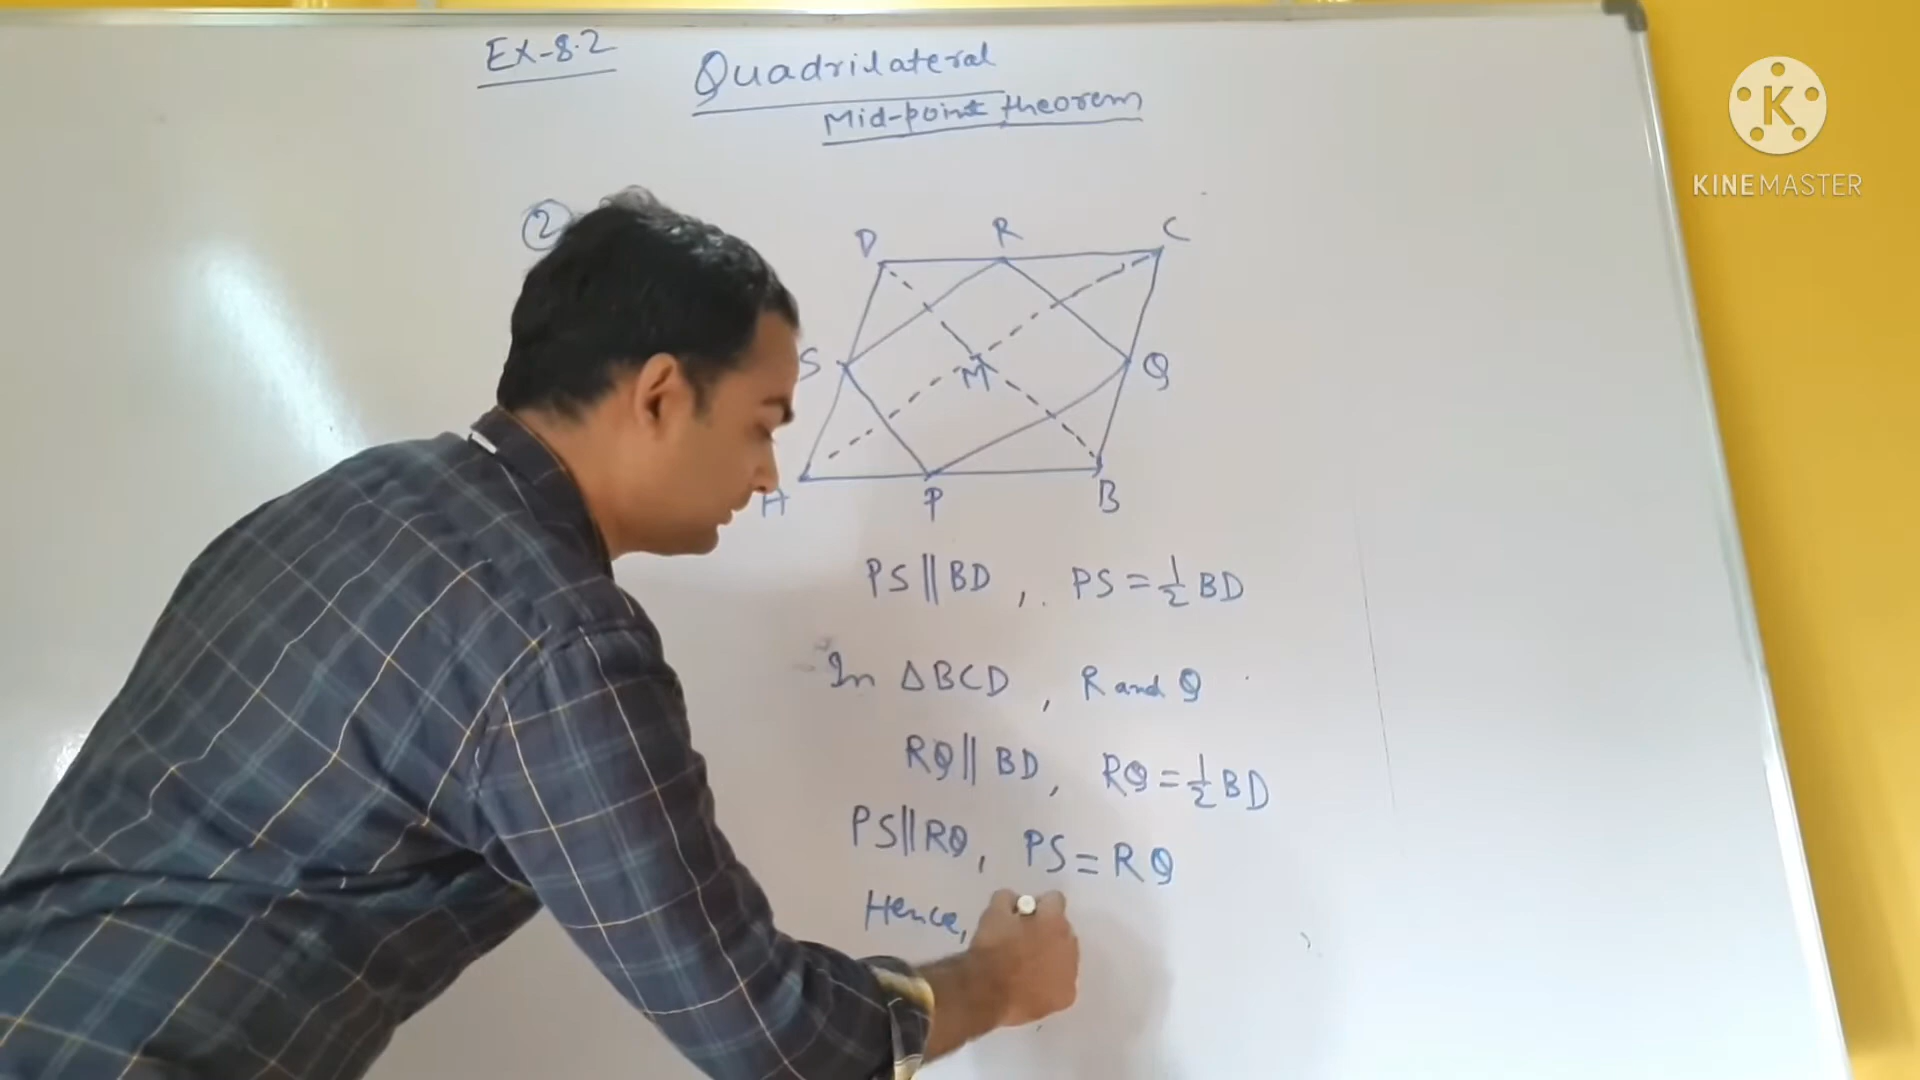 EX-8.2
Quadrilateral
Mid-point theorem
KINEMASTER
2
D R C
S M Q
A P B
PS || BD , PS = 1/2 BD
In △BCD , R and Q
RQ || BD , RQ = 1/2 BD
PS || RQ , PS = RQ
Hence,